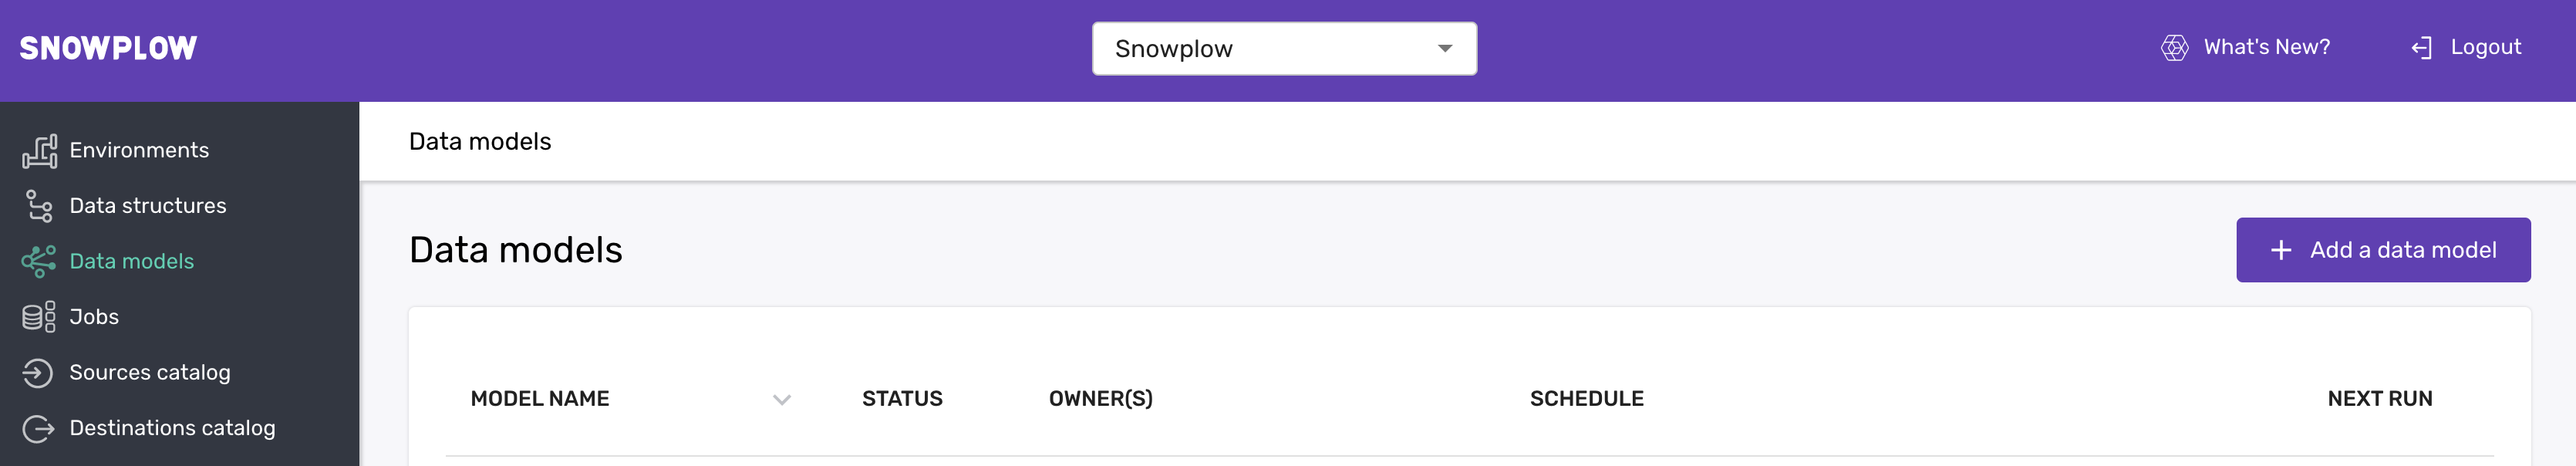 SNOWPLOW
Snowplow
What's New?
Logout
Environments
Data structures
Data models
Jobs
Sources catalog
Destinations catalog
Data models
Data models
Add a data model
MODEL NAME STATUS OWNER(S) SCHEDULE NEXT RUN